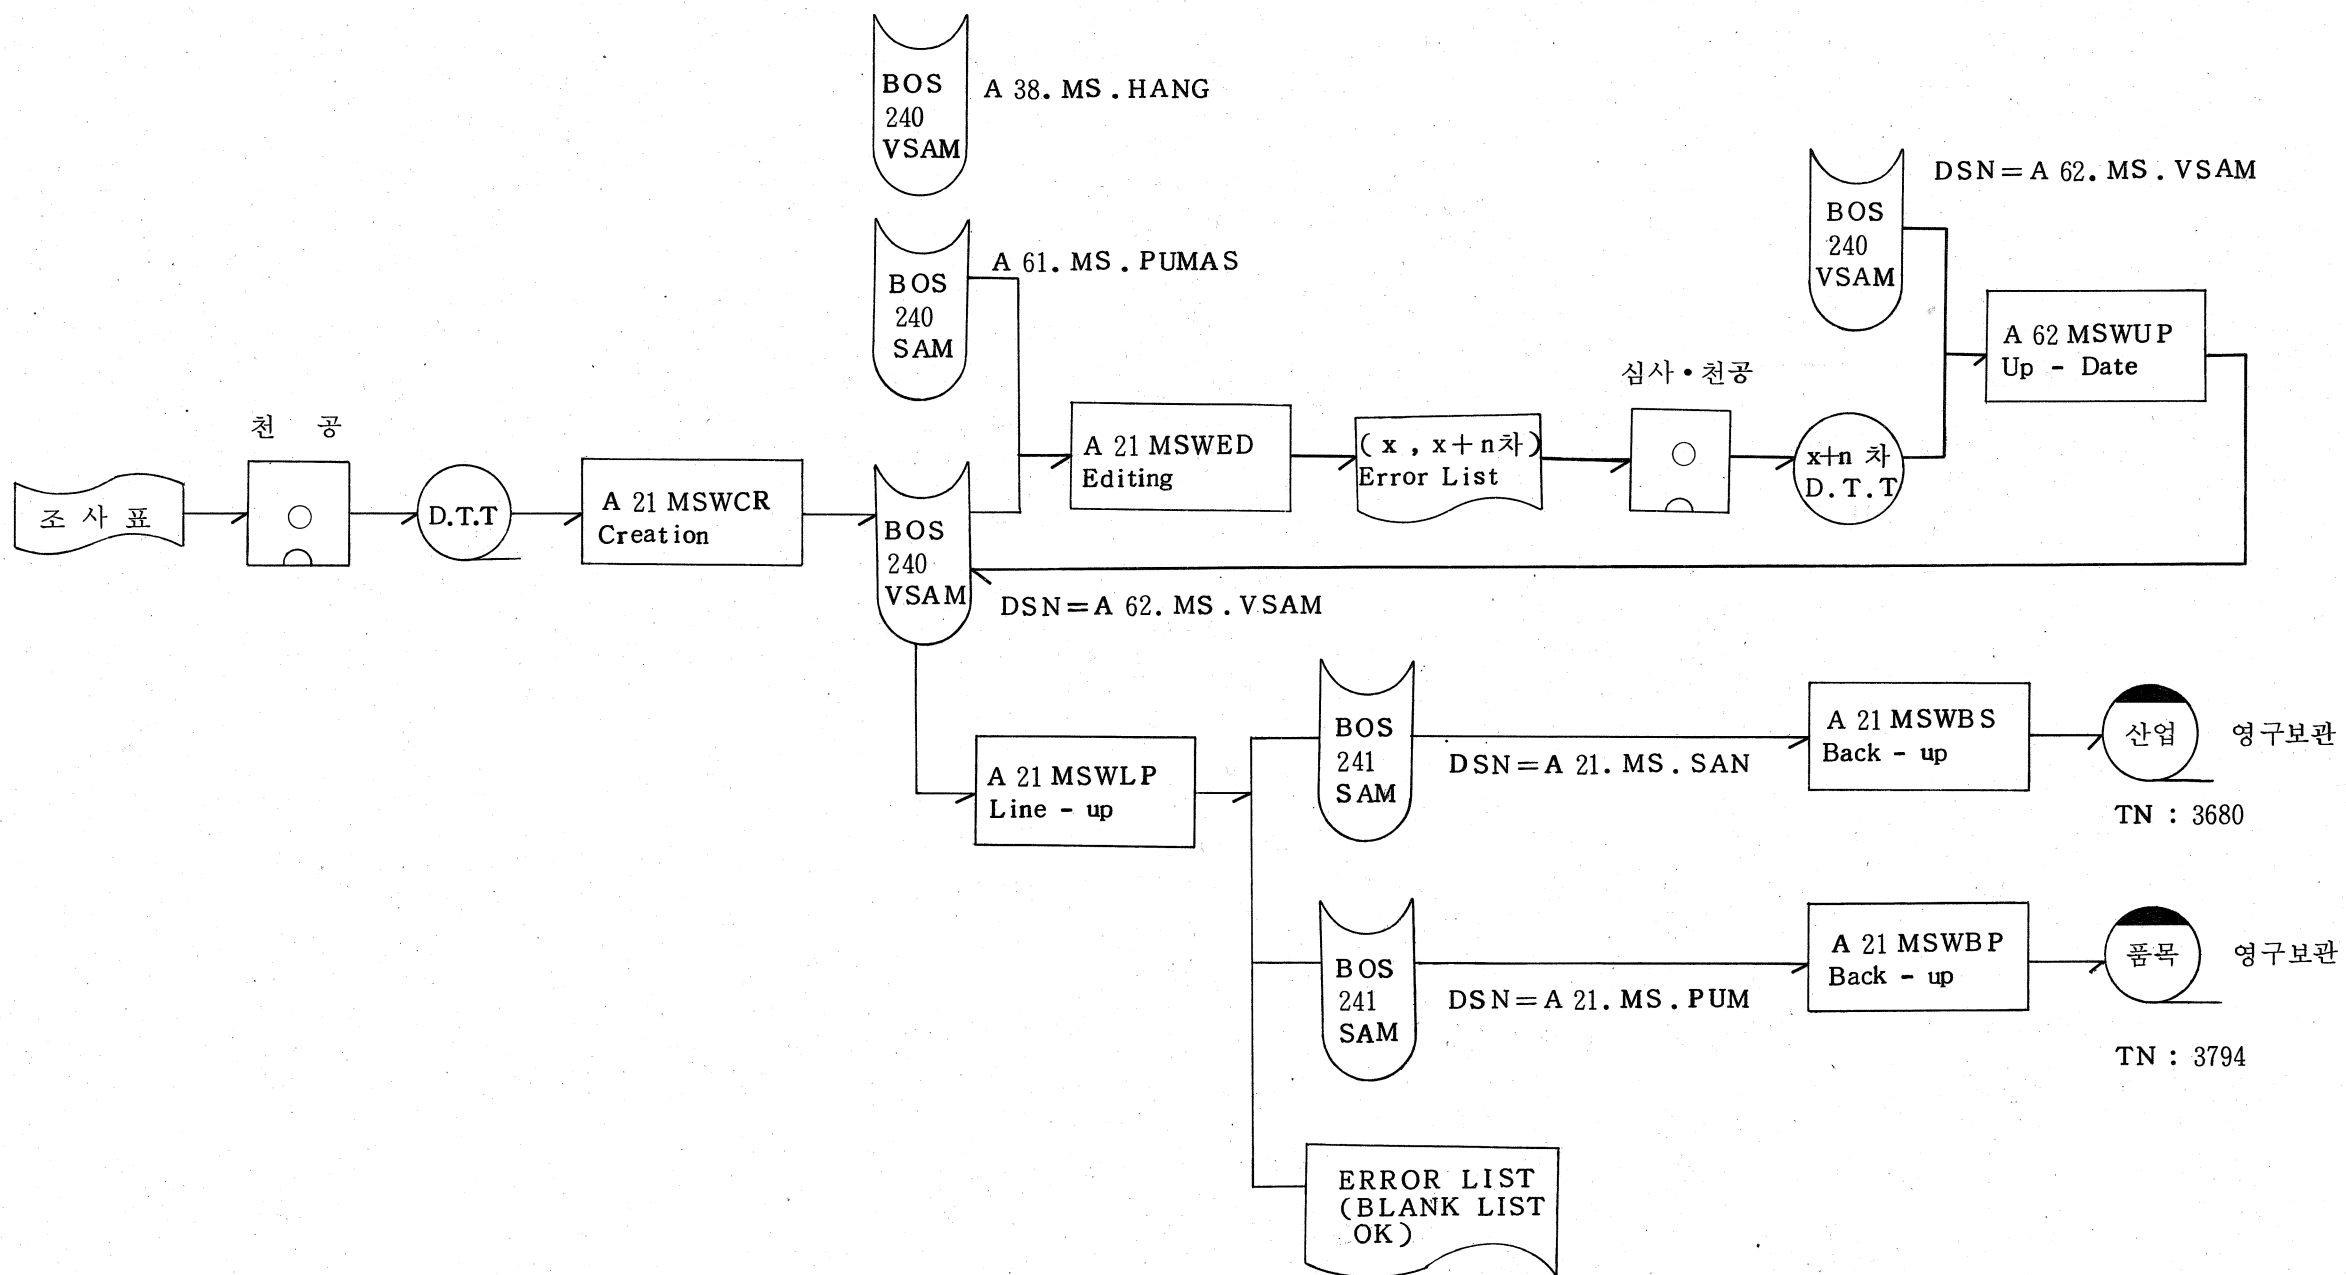 BOS
240
VSAM
A 38. MS . HANG
BOS
240
SAM
A 61. MS . PUMAS
BOS
240
VSAM
DSN=A 62. MS . VSAM
A 62 MSWUP
Up - Date
심사•천공
천 공
조 사 표
D.T.T
A 21 MSWCR
Creation
BOS
240
VSAM
DSN=A 62. MS . VSAM
A 21 MSWED
Editing
( x , x+n차)
Error List
x+n 차
D.T.T
A 21 MSWLP
Line - up
BOS
241
SAM
DSN=A 21. MS . SAN
A 21 MSWBS
Back - up
산업
영구보관
TN : 3680
BOS
241
SAM
DSN=A 21. MS . PUM
A 21 MSWBP
Back - up
품목
영구보관
TN : 3794
ERROR LIST
(BLANK LIST
OK)